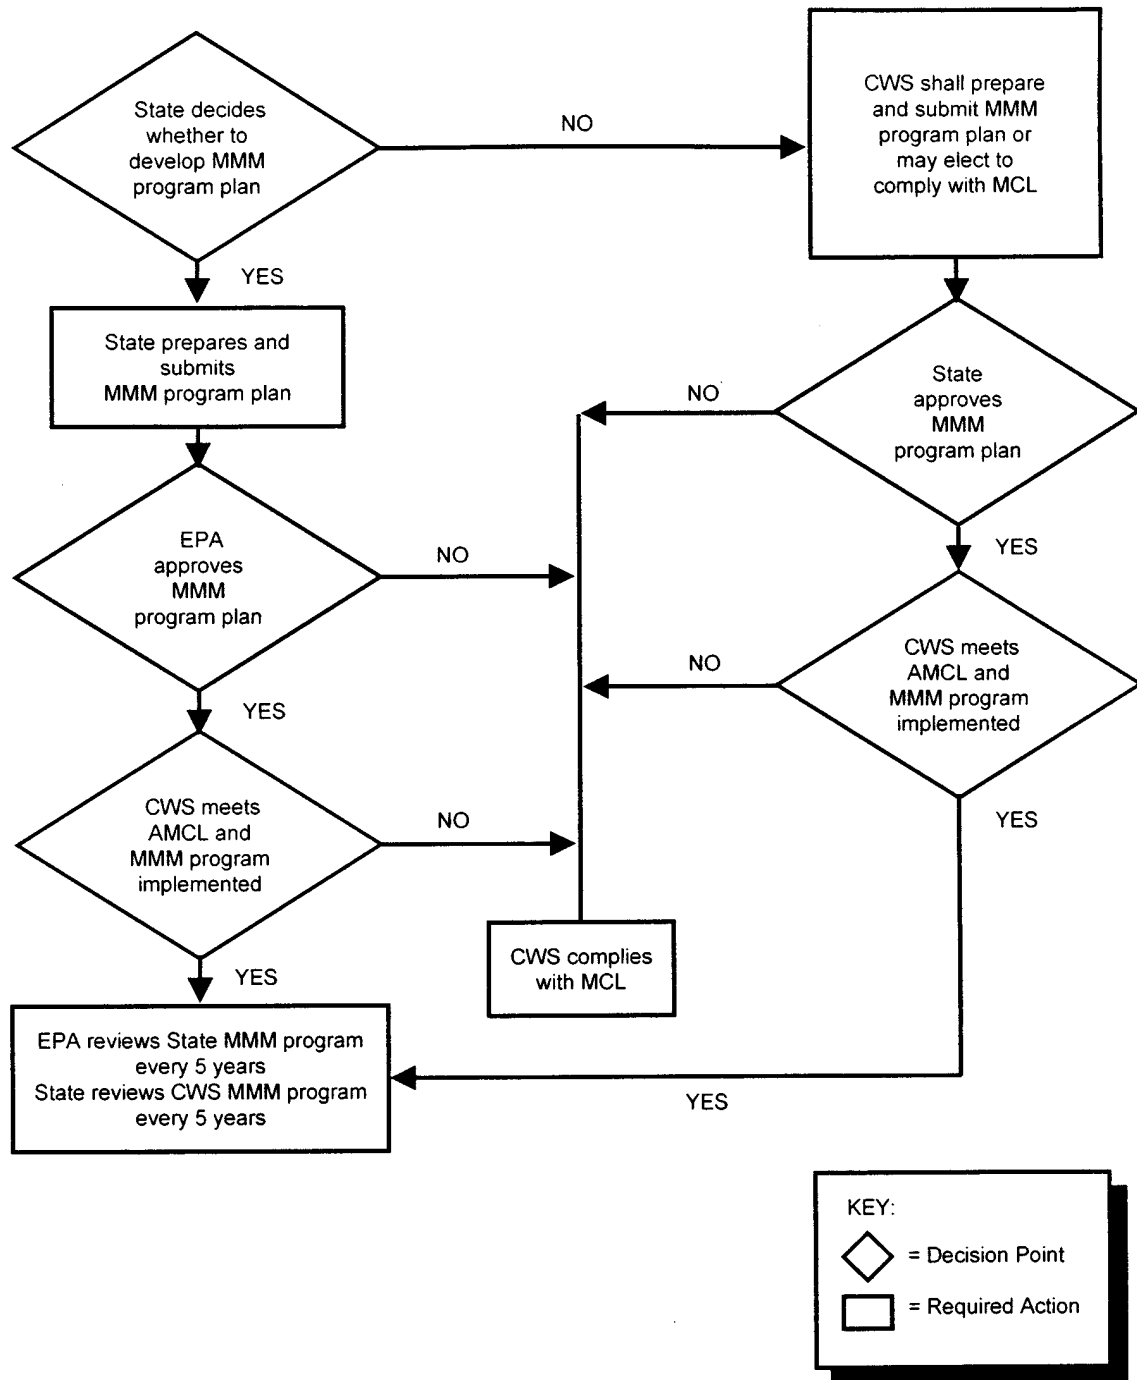 State decides
whether to
develop MMM
program plan
NO
CWS shall prepare
and submit MMM
program plan or
may elect to
comply with MCL
YES
State prepares and
submits
MMM program plan
NO
State
approves
MMM
program plan
EPA
approves
MMM
program plan
NO
YES
YES
NO
CWS meets
AMCL and
MMM program
implemented
CWS meets
AMCL and
MMM program
implemented
NO
YES
YES
CWS complies
with MCL
EPA reviews State MMM program
every 5 years
State reviews CWS MMM program
every 5 years
YES
KEY:
= Decision Point
= Required Action